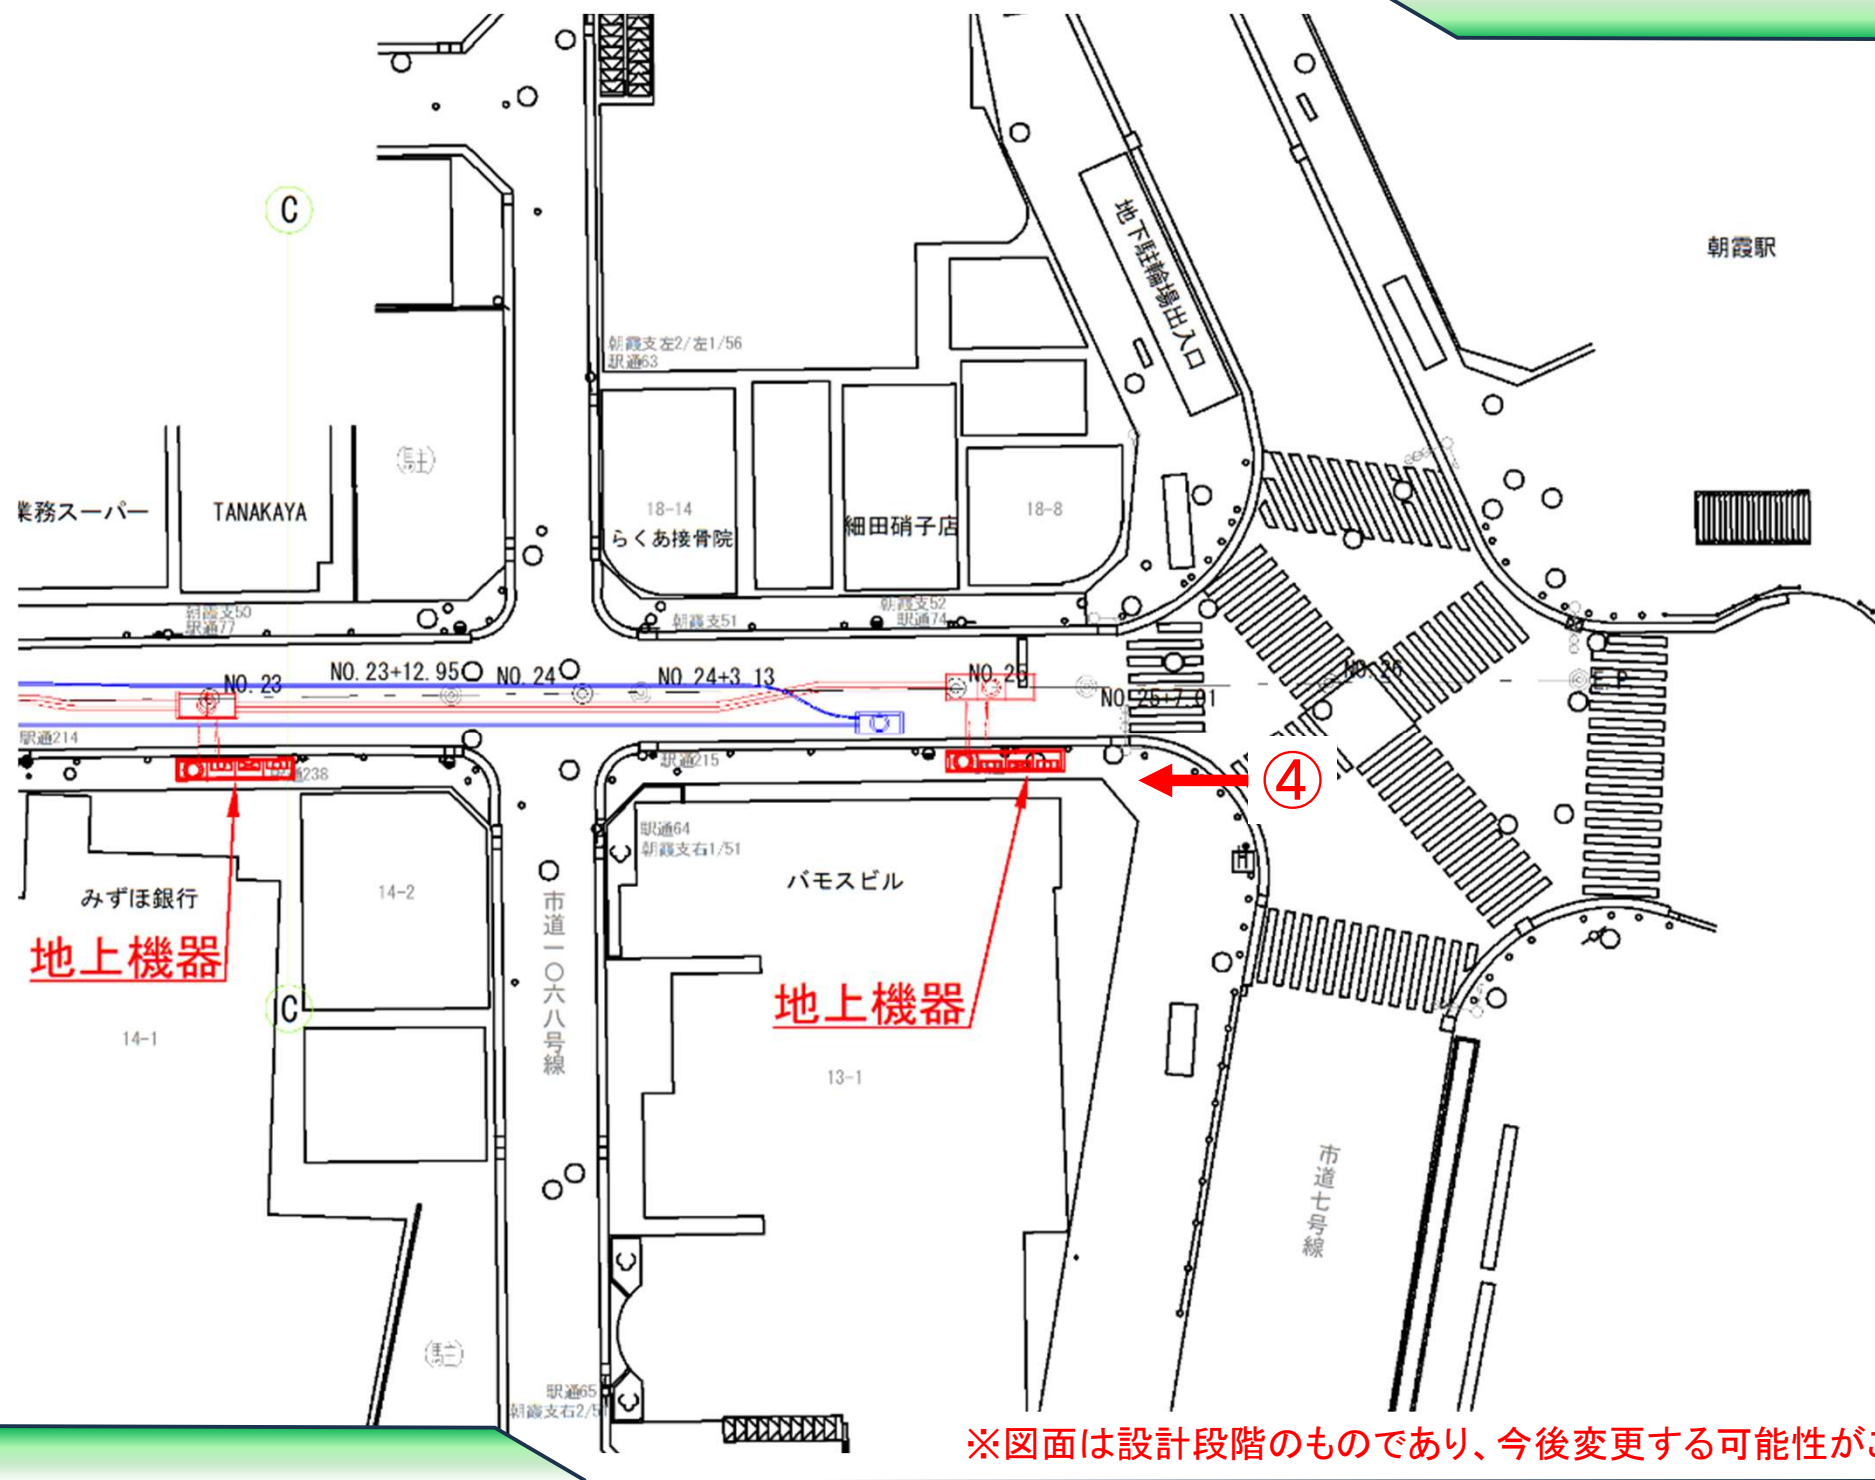 C
朝霞駅
地下駐輪場出入口
朝霞支左2/左1/56
駅通63
(駐)
業務スーパー
TANAKAYA
18-14
らくあ接骨院
細田硝子店
18-8
朝霞支50
駅通77
朝霞支51
朝霞支52
駅通74
NO.23
NO.23+12.95
NO.24
NO.24+3.13
NO.25+7.01
NO.26
E.P
駅通214
駅通215
④
駅通64
朝霞支右1/51
みずほ銀行
14-2
バモスビル
地上機器
市道一〇六八号線
地上機器
C
14-1
13-1
市道七号線
(駐)
駅通65
朝霞支右2/5
※図面は設計段階のものであり、今後変更する可能性が